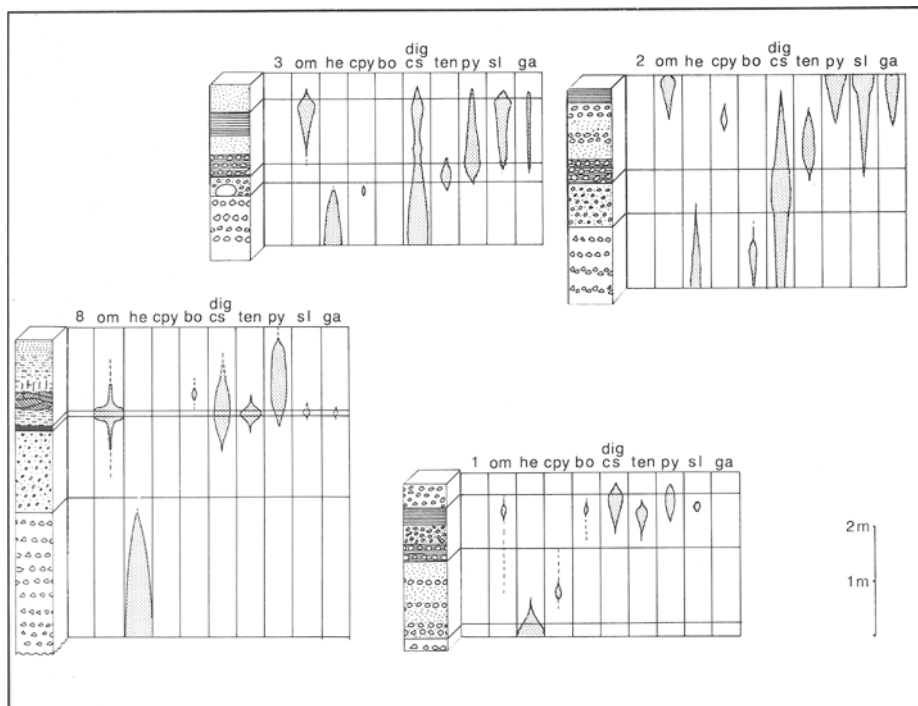 dig
3 om he cpy bo cs ten py sl ga
dig
2 om he cpy bo cs ten py sl ga
dig
8 om he cpy bo cs ten py sl ga
dig
1 om he cpy bo cs ten py sl ga
2m
1m